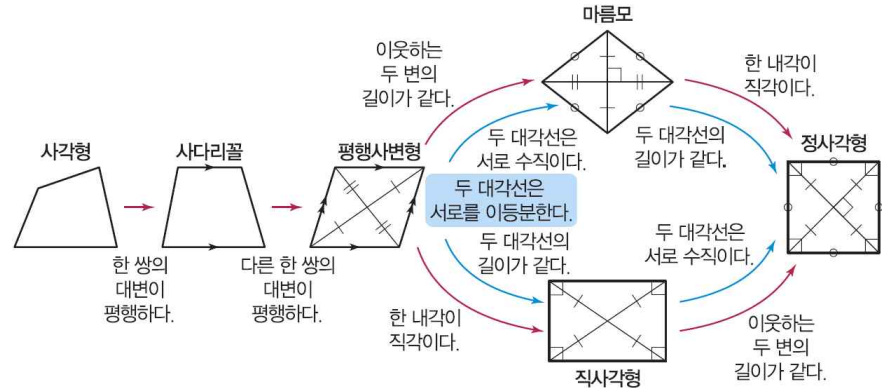 사각형
한 쌍의
대변이
평행하다.
사다리꼴
다른 한 쌍의
대변이
평행하다.
평행사변형
두 대각선은
서로를 이등분한다.
이웃하는
두 변의
길이가 같다.
두 대각선은
서로 수직이다.
마름모
한 내각이
직각이다.
두 대각선의
길이가 같다.
두 대각선의
길이가 같다.
한 내각이
직각이다.
직사각형
두 대각선은
서로 수직이다.
이웃하는
두 변의
길이가 같다.
정사각형